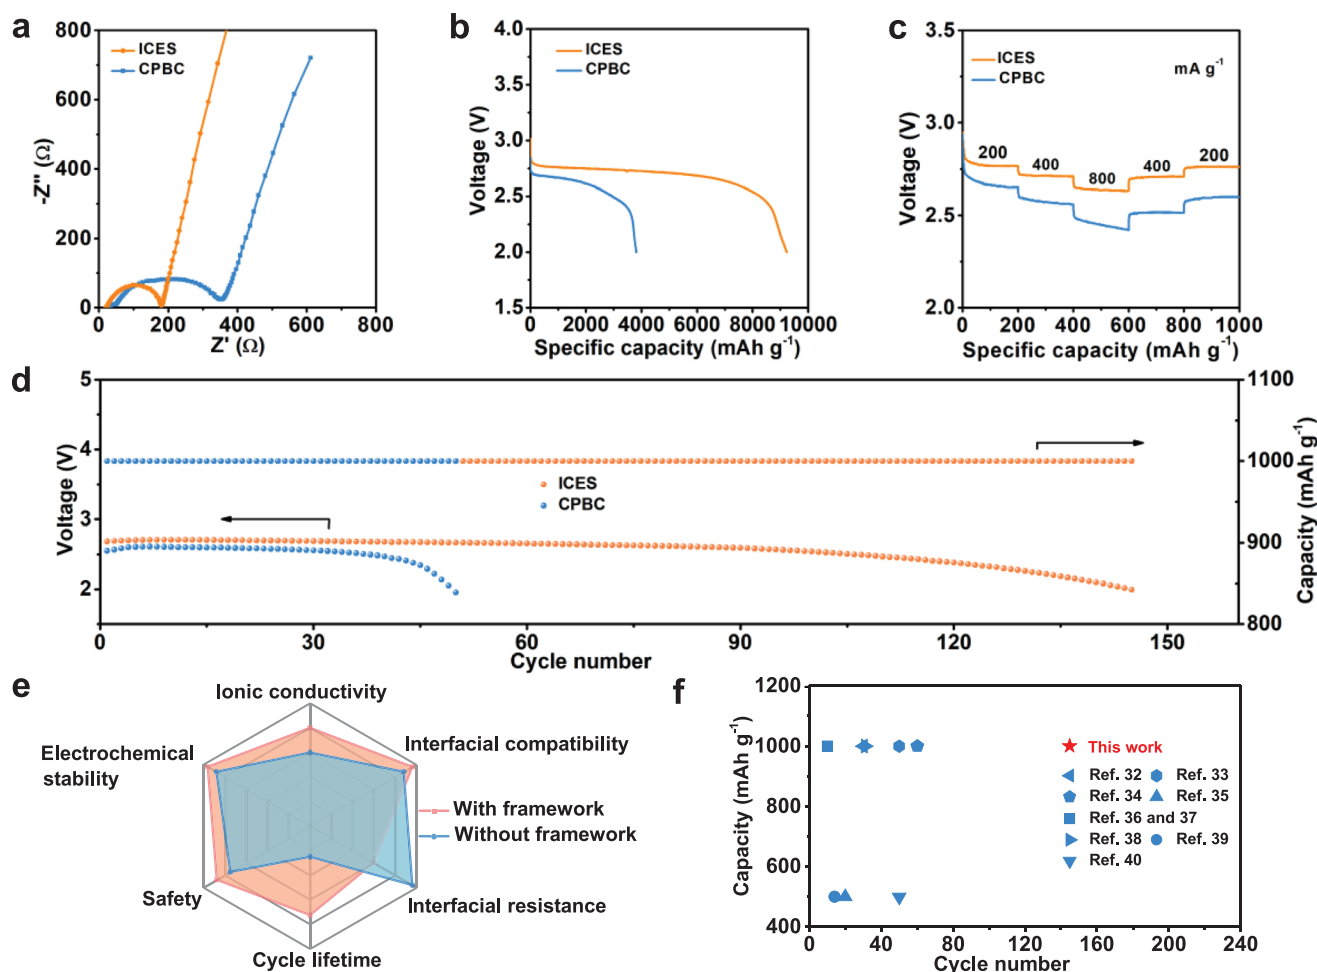 a
800
600
400
200
0
-Z" (Ω)
ICES
CPBC
0 200 400 600 800
Z' (Ω)
b
4.0
3.5
3.0
2.5
2.0
1.5
Voltage (V)
ICES
CPBC
0 2000 4000 6000 8000 10000
Specific capacity (mAh g⁻¹)
c
3.5
3.0
2.5
2.0
Voltage (V)
ICES
CPBC
mA g⁻¹
200 400 800 400 200
0 200 400 600 800 1000
Specific capacity (mAh g⁻¹)
d
5
4
3
2
Voltage (V)
ICES
CPBC
1100
1000
900
800
Capacity (mAh g⁻¹)
0 30 60 90 120 150
Cycle number
e
Ionic conductivity
Interfacial compatibility
Electrochemical
stability
With framework
Without framework
Safety
Interfacial resistance
Cycle lifetime
f
1200
1000
800
600
400
Capacity (mAh g⁻¹)
This work
Ref. 32 Ref. 33
Ref. 34 Ref. 35
Ref. 36 and 37
Ref. 38 Ref. 39
Ref. 40
0 40 80 120 160 200 240
Cycle number